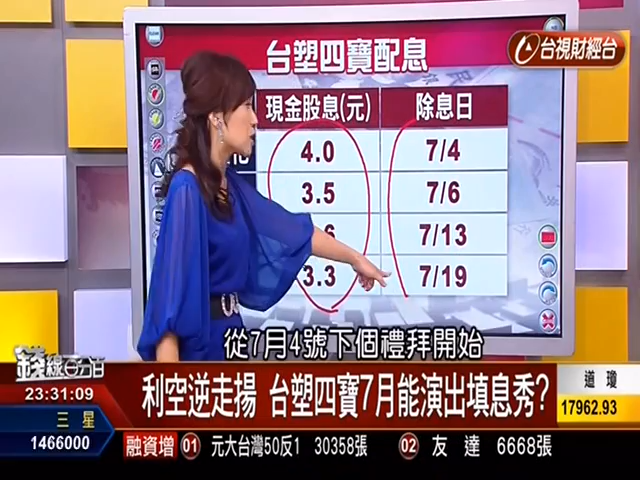 台視財經台
台塑四寶配息
現金股息(元) 除息日
化 4.0 7/4
3.5 7/6
6 7/13
3.3 7/19
從7月4號下個禮拜開始
錢線百分百
23:31:09
利空逆走揚 台塑四寶7月能演出填息秀?
道瓊
17962.93
三星
1466000
融資增 01 元大台灣50反1 30358張 02 友達 6668張